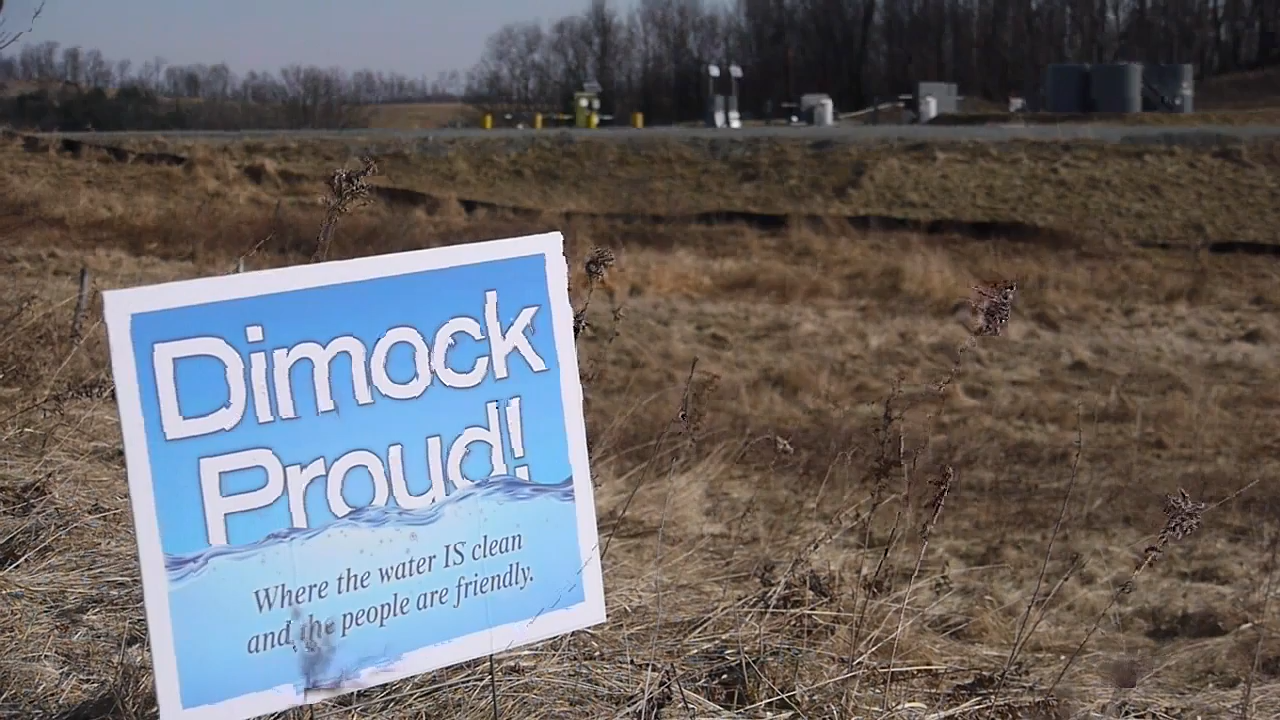 Dimock
Proud!
Where the water IS clean
and the people are friendly.